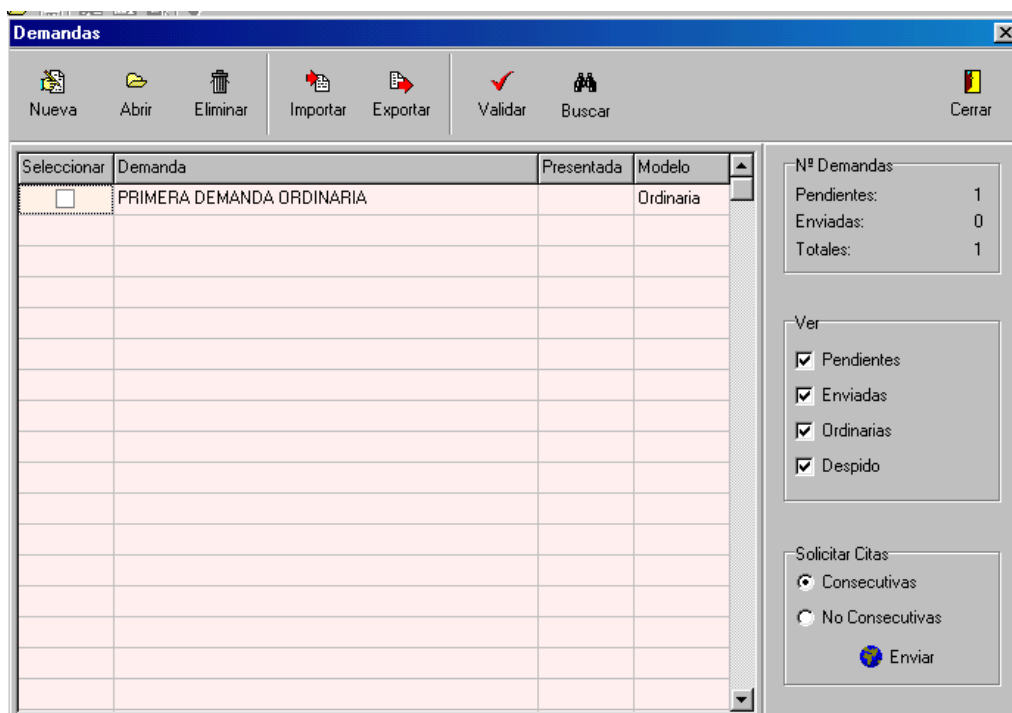 Demandas
Nueva Abrir Eliminar Importar Exportar Validar Buscar Cerrar
Seleccionar Demanda Presentada Modelo
PRIMERA DEMANDA ORDINARIA Ordinaria
Nº Demandas
Pendientes: 1
Enviadas: 0
Totales: 1
Ver
Pendientes
Enviadas
Ordinarias
Despido
Solicitar Citas
Consecutivas
No Consecutivas
Enviar